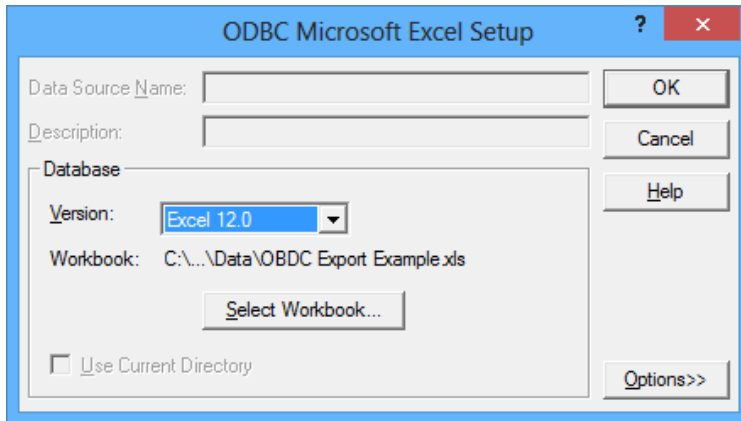 ODBC Microsoft Excel Setup
? ×
Data Source Name:
OK
Description:
Cancel
Database
Help
Version: Excel 12.0
Workbook: C:\...\Data\OBDC Export Example.xls
Select Workbook...
Use Current Directory
Options>>